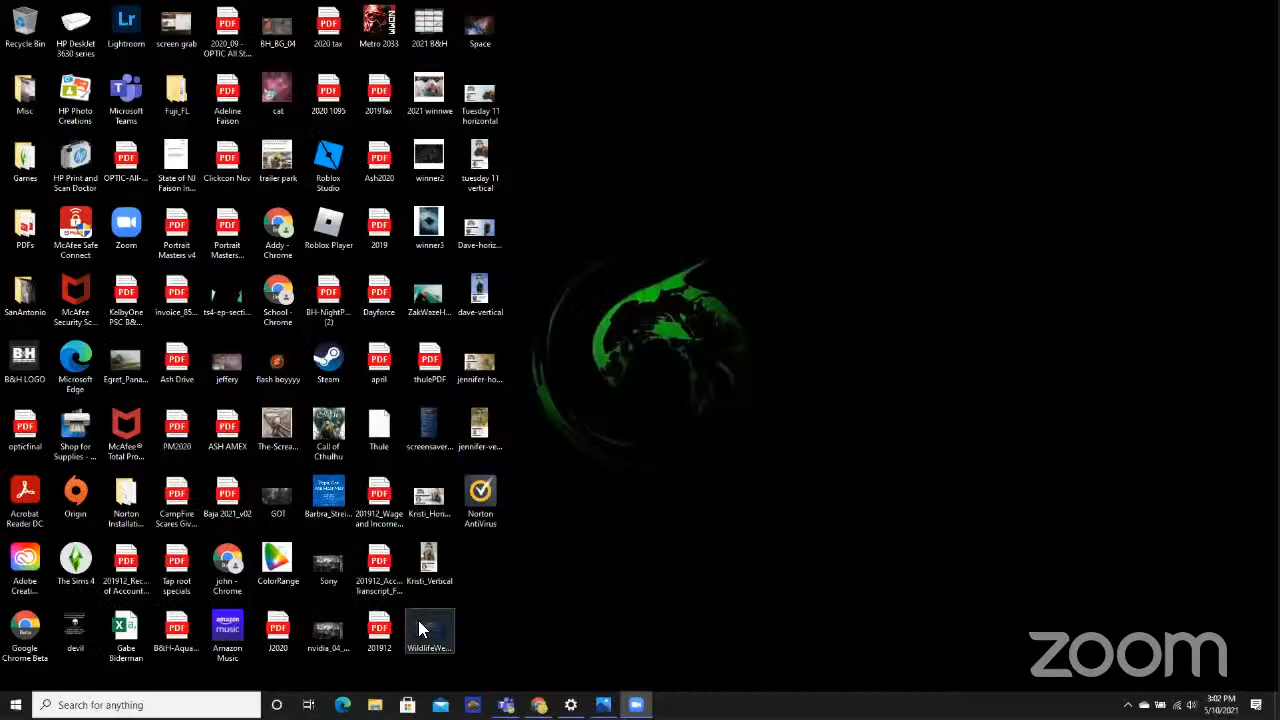 Recycle Bin
HP DeskJet
3630 series
Lightroom
screen grab
2020_09 -
OPTIC All St...
BH_BG_04
2020 tax
Metro 2033
2021 B&H
Space
Misc
HP Photo
Creations
Microsoft
Teams
Fuji_FL
Adeline
Faison
cat
2020 1095
2019Tax
2021 winnwe
Tuesday 11
horizontal
Games
HP Print and
Scan Doctor
OPTIC-All-...
State of NJ
Faison In...
Clickcon Nov
trailer park
Roblox
Studio
Ash2020
winner2
tuesday 11
vertical
PDFs
McAfee Safe
Connect
Zoom
Portrait
Masters v4
Portrait
Masters...
Addy -
Chrome
Roblox Player
2019
winner3
Dave-horiz...
SanAntonio
McAfee
Security Sc...
KelbyOne
PSC B&...
invoice_85...
ts4-ep-secti...
School -
Chrome
BH-NightP...
(2)
Dayforce
ZakWazeH...
dave-vertical
B&H LOGO
Microsoft
Edge
Egret_Pana...
Ash Drive
jeffery
flash boyyyy
Steam
april
thulePDF
jennifer-ho...
opticfinal
Shop for
Supplies - ...
McAfee®
Total Pro...
PM2020
ASH AMEX
The-Screa...
Call of
Cthulhu
Thule
screensaver...
jennifer-ve...
Acrobat
Reader DC
Origin
Norton
Installati...
CampFire
Scares Giv...
Baja 2021_v02
GOT
Barbra_Strei...
201912_Wage
and Income...
Kristi_Hori...
Norton
AntiVirus
Adobe
Creati...
The Sims 4
201912_Rec...
of Account...
Tap root
specials
john -
Chrome
ColorRange
Sony
201912_Acc...
Transcript_F...
Kristi_Vertical
Google
Chrome Beta
devil
Gabe
Biderman
B&H-Aqua...
Amazon
Music
J2020
nvidia_04_...
201912
WildlifeWe...
zoom
Search for anything
3:02 PM
5/10/2021